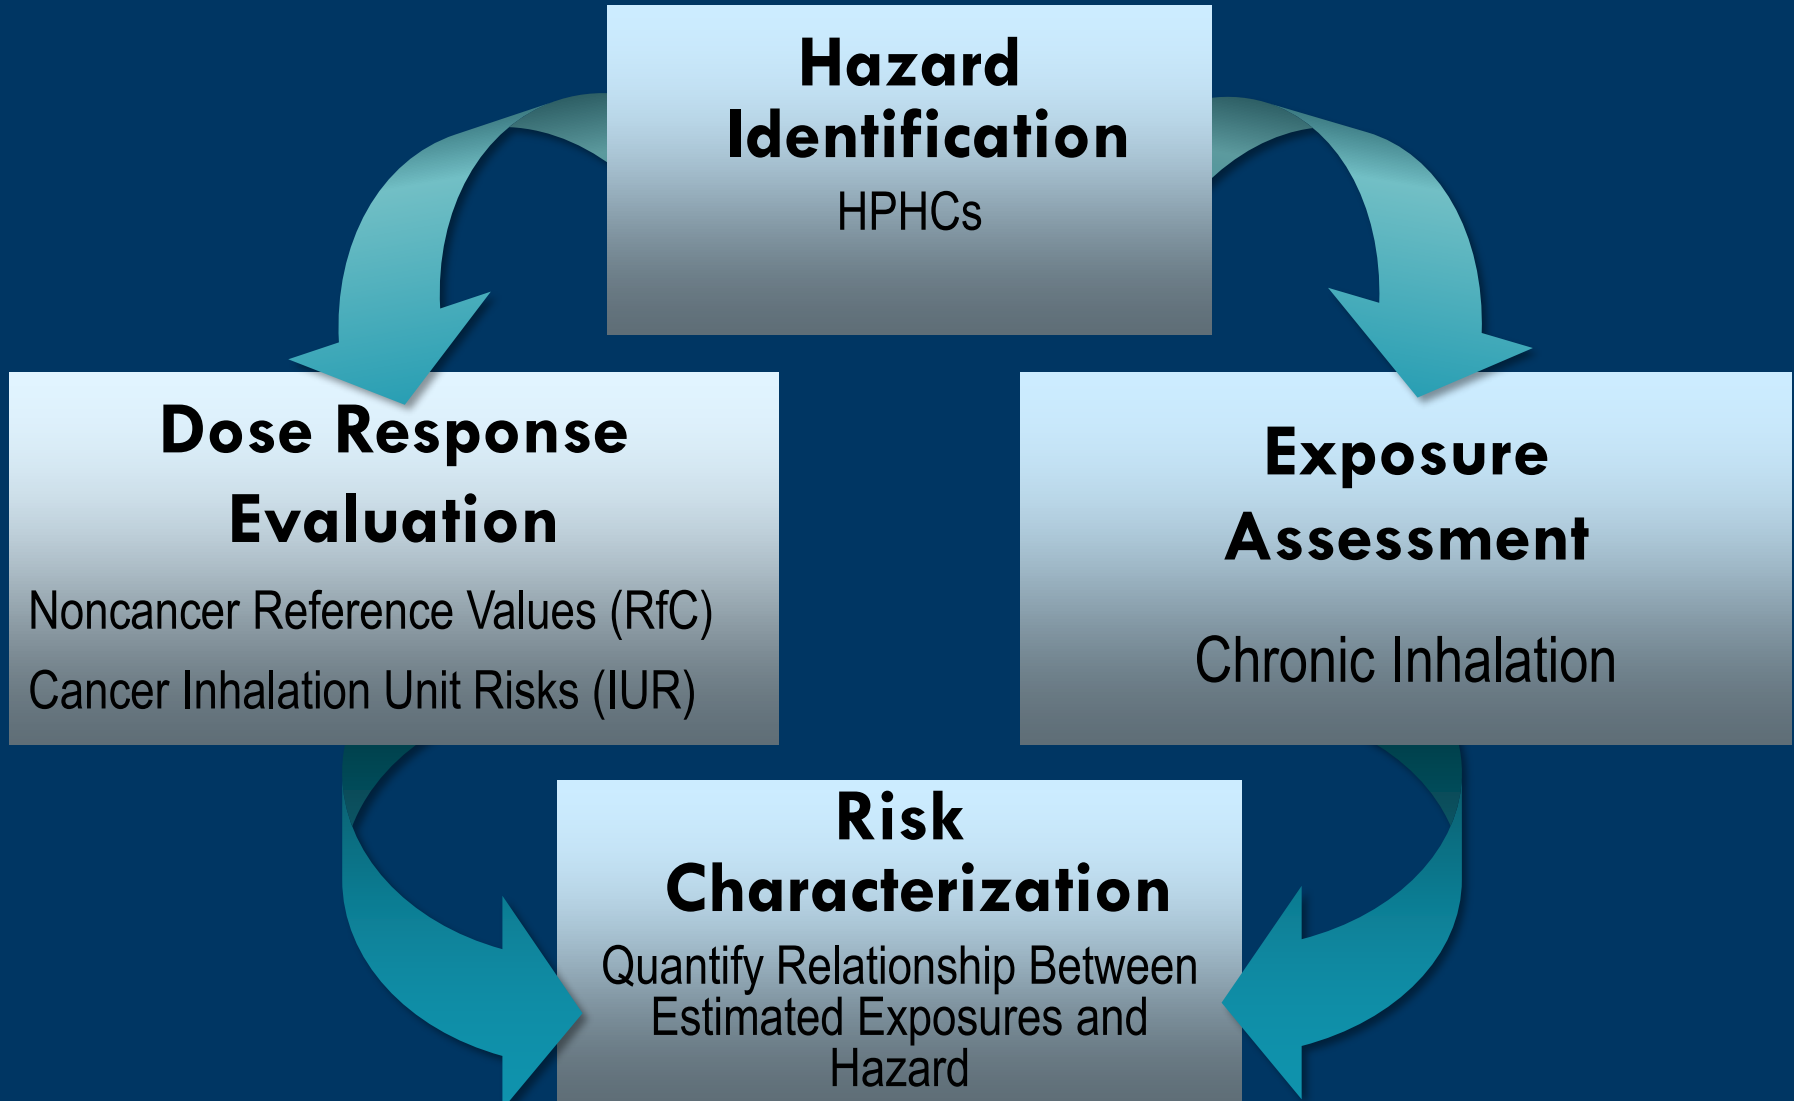 Hazard
Identification
HPHCs
Dose Response
Evaluation
Noncancer Reference Values (RfC)
Cancer Inhalation Unit Risks (IUR)
Exposure
Assessment
Chronic Inhalation
Risk
Characterization
Quantify Relationship Between
Estimated Exposures and
Hazard